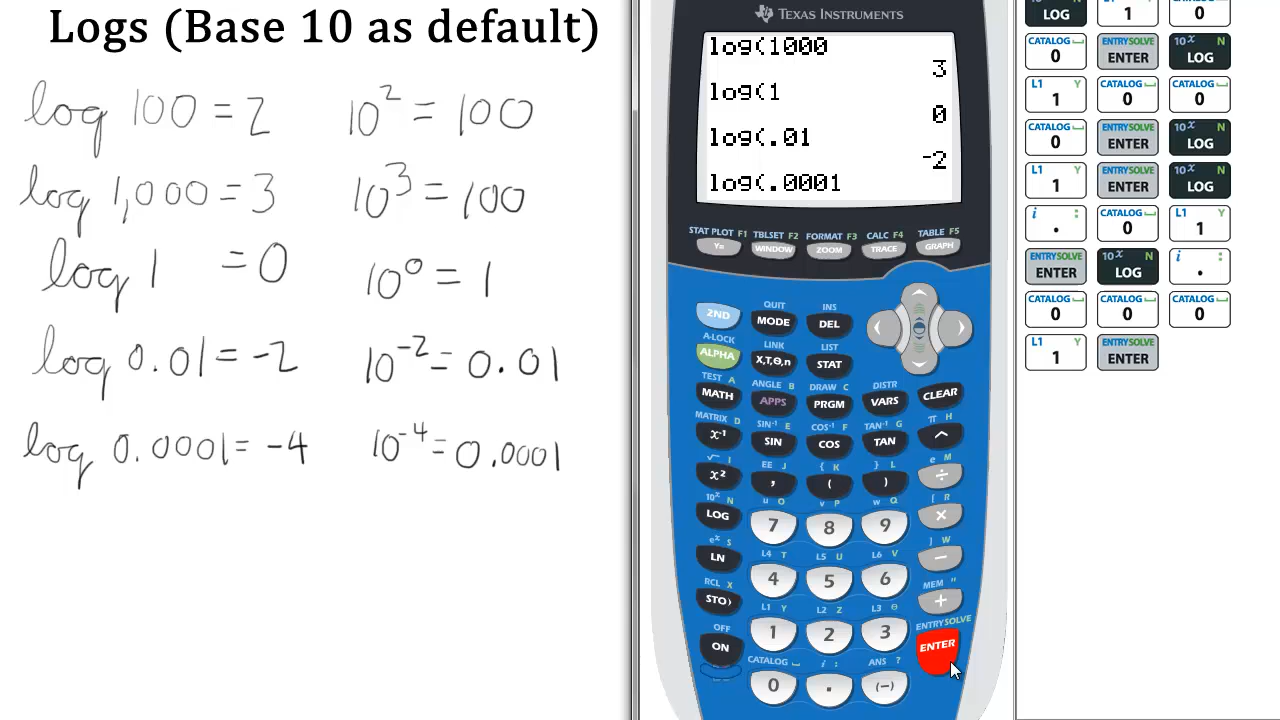 Logs (Base 10 as default)
log 100 = 2    10² = 100
log 1,000 = 3    10³ = 100
log 1 = 0    10⁰ = 1
log 0.01 = -2    10⁻² = 0.01
log 0.0001 = -4    10⁻⁴ = 0.0001
TEXAS INSTRUMENTS
log(1000
3
log(1
0
log(.01
-2
log(.0001
STAT PLOT F1 TBLSET F2 FORMAT F3 CALC F4 TABLE F5
Y= WINDOW ZOOM TRACE GRAPH
QUIT INS
2ND MODE DEL
A-LOCK LINK LIST
ALPHA X,T,Θ,n STAT
TEST A ANGLE B DRAW C DISTR
MATH APPS PRGM VARS CLEAR
MATRIX D SIN⁻¹ E COS⁻¹ F TAN⁻¹ G π H
x⁻¹ SIN COS TAN ^
√ I EE J { K } L e M
x² , ( ) ÷
10ˣ N u O v P w Q [ R
LOG 7 8 9 ×
eˣ S L4 T L5 U L6 V ] W
LN 4 5 6 −
RCL X L1 Y L2 Z L3 Θ MEM "
STO⟩ 1 2 3 +
OFF CATALOG ⎵ i : ANS ? ENTRY SOLVE
ON 0 . (−) ENTER
10ˣ N L1 Y CATALOG ⎵
LOG 1 0
CATALOG ⎵ ENTRY SOLVE 10ˣ N
0 ENTER LOG
L1 Y CATALOG ⎵ CATALOG ⎵
1 0 0
CATALOG ⎵ ENTRY SOLVE 10ˣ N
0 ENTER LOG
L1 Y ENTRY SOLVE 10ˣ N
1 ENTER LOG
i : CATALOG ⎵ L1 Y
. 0 1
ENTRY SOLVE 10ˣ N i :
ENTER LOG .
CATALOG ⎵ CATALOG ⎵ CATALOG ⎵
0 0 0
L1 Y ENTRY SOLVE
1 ENTER